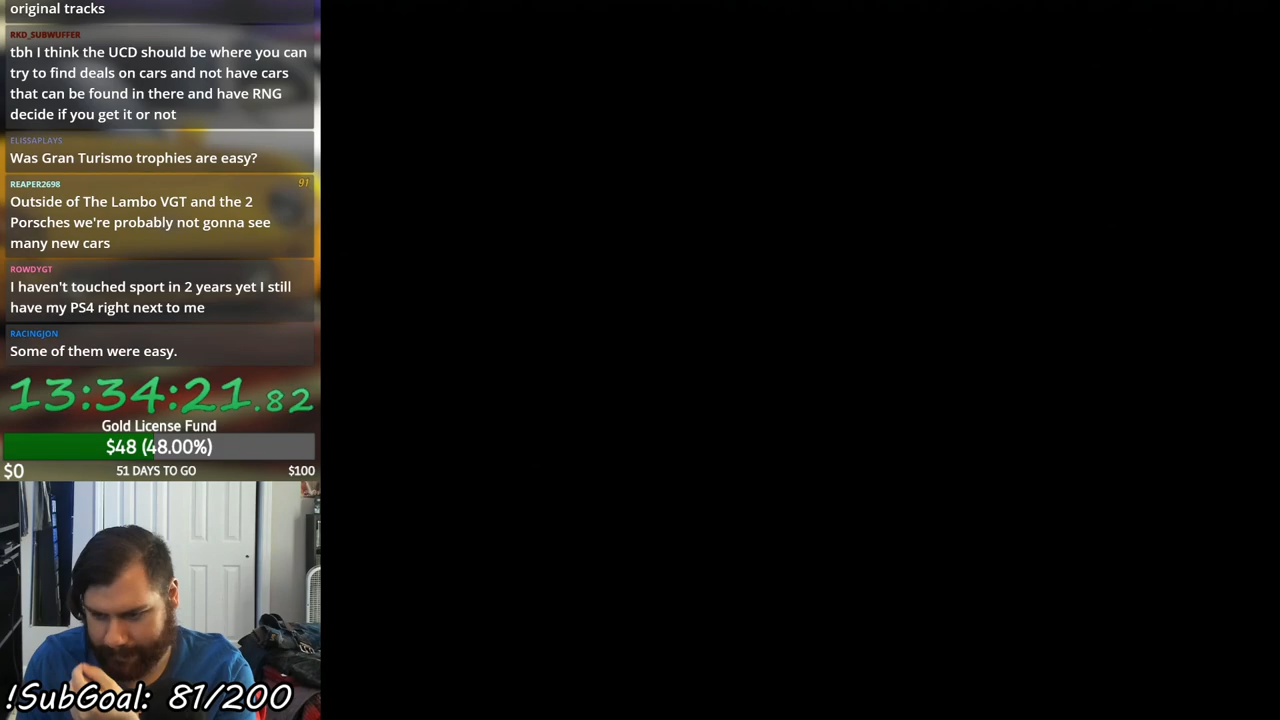 original tracks
RKD_SUBWUFFER
tbh I think the UCD should be where you can
try to find deals on cars and not have cars
that can be found in there and have RNG
decide if you get it or not
ELISSAPLAYS
Was Gran Turismo trophies are easy?
REAPER2698 91
Outside of The Lambo VGT and the 2
Porsches we're probably not gonna see
many new cars
ROWDYGT
I haven't touched sport in 2 years yet I still
have my PS4 right next to me
RACINGJON
Some of them were easy.
13:34:21.82
Gold License Fund
$48 (48.00%)
$0 51 DAYS TO GO $100
!SubGoal: 81/200